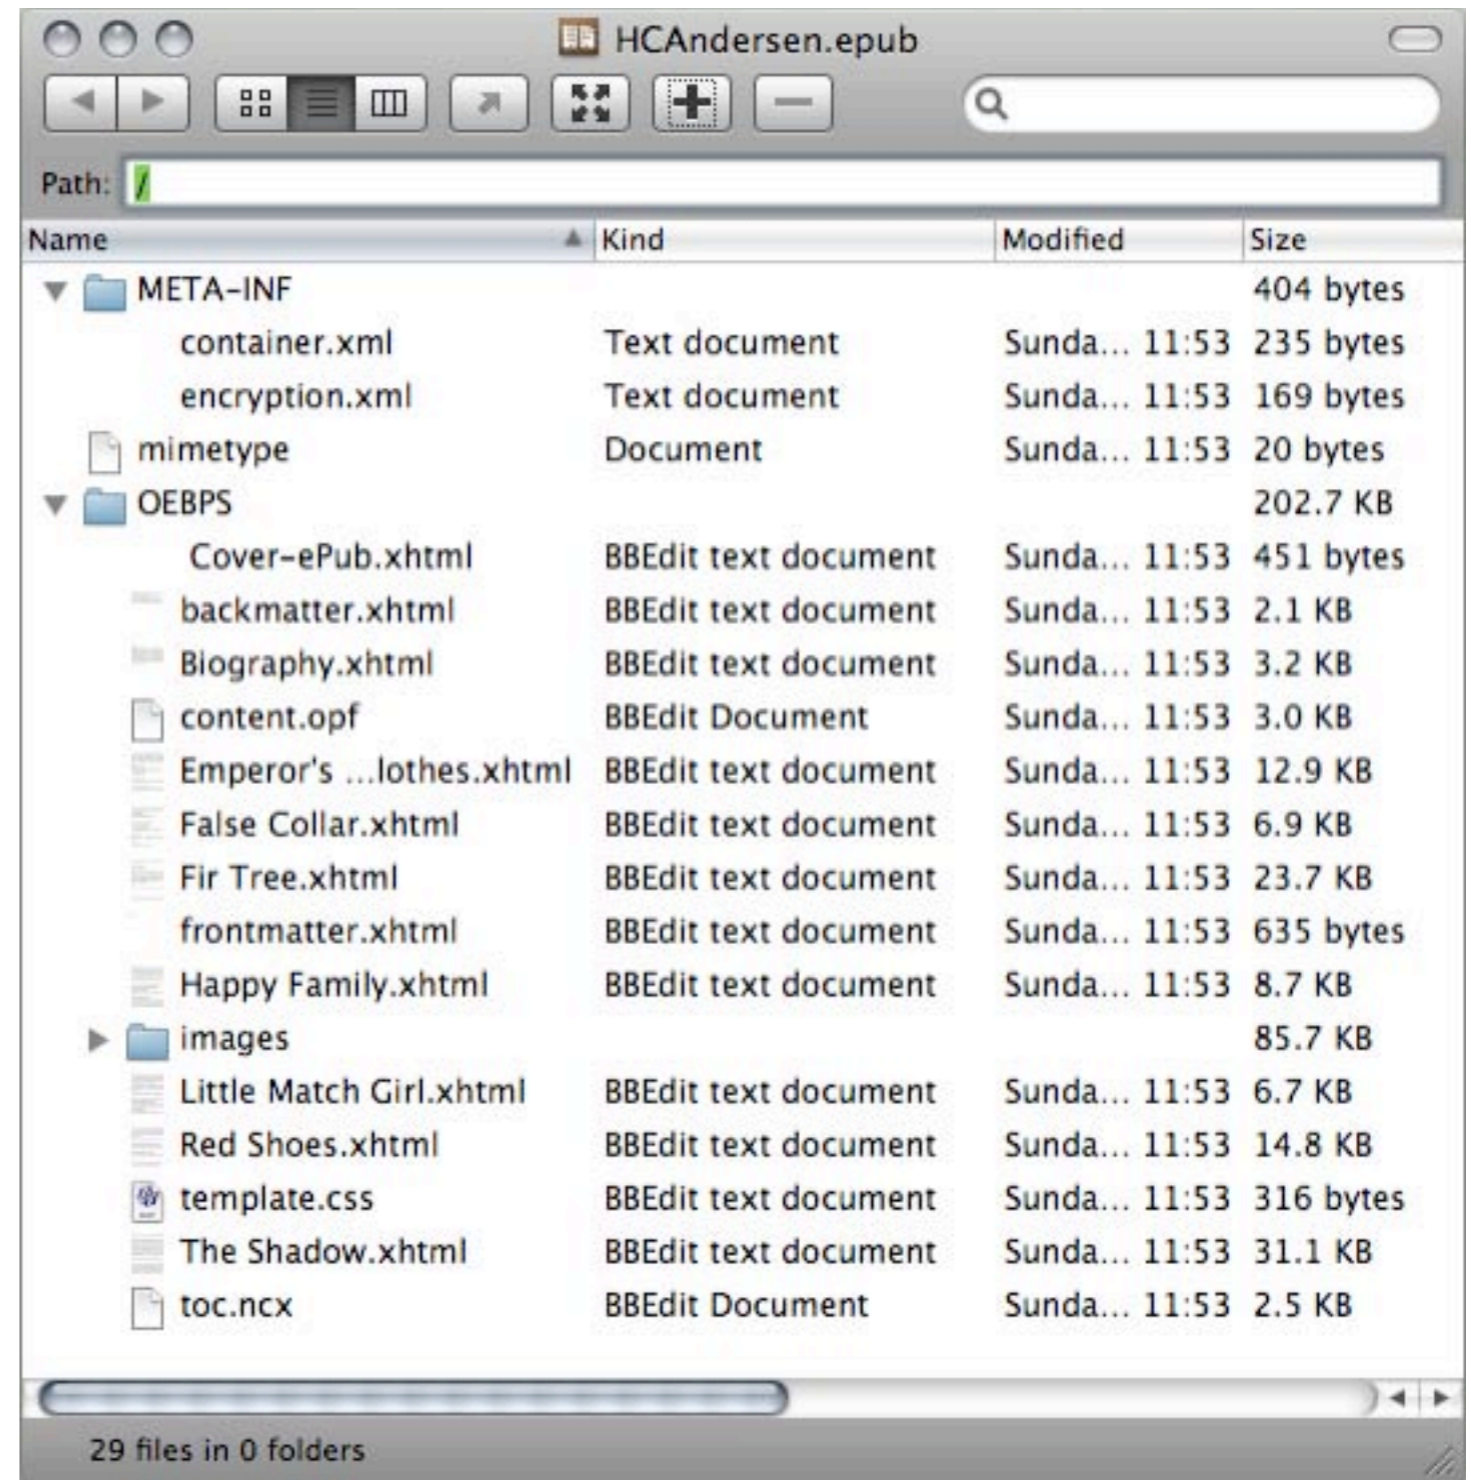 HCAndersen.epub
Path: /
Name Kind Modified Size
META-INF 404 bytes
container.xml Text document Sunda... 11:53 235 bytes
encryption.xml Text document Sunda... 11:53 169 bytes
mimetype Document Sunda... 11:53 20 bytes
OEBPS 202.7 KB
Cover-ePub.xhtml BBEdit text document Sunda... 11:53 451 bytes
backmatter.xhtml BBEdit text document Sunda... 11:53 2.1 KB
Biography.xhtml BBEdit text document Sunda... 11:53 3.2 KB
content.opf BBEdit Document Sunda... 11:53 3.0 KB
Emperor's ...lothes.xhtml BBEdit text document Sunda... 11:53 12.9 KB
False Collar.xhtml BBEdit text document Sunda... 11:53 6.9 KB
Fir Tree.xhtml BBEdit text document Sunda... 11:53 23.7 KB
frontmatter.xhtml BBEdit text document Sunda... 11:53 635 bytes
Happy Family.xhtml BBEdit text document Sunda... 11:53 8.7 KB
images 85.7 KB
Little Match Girl.xhtml BBEdit text document Sunda... 11:53 6.7 KB
Red Shoes.xhtml BBEdit text document Sunda... 11:53 14.8 KB
template.css BBEdit text document Sunda... 11:53 316 bytes
The Shadow.xhtml BBEdit text document Sunda... 11:53 31.1 KB
toc.ncx BBEdit Document Sunda... 11:53 2.5 KB
29 files in 0 folders